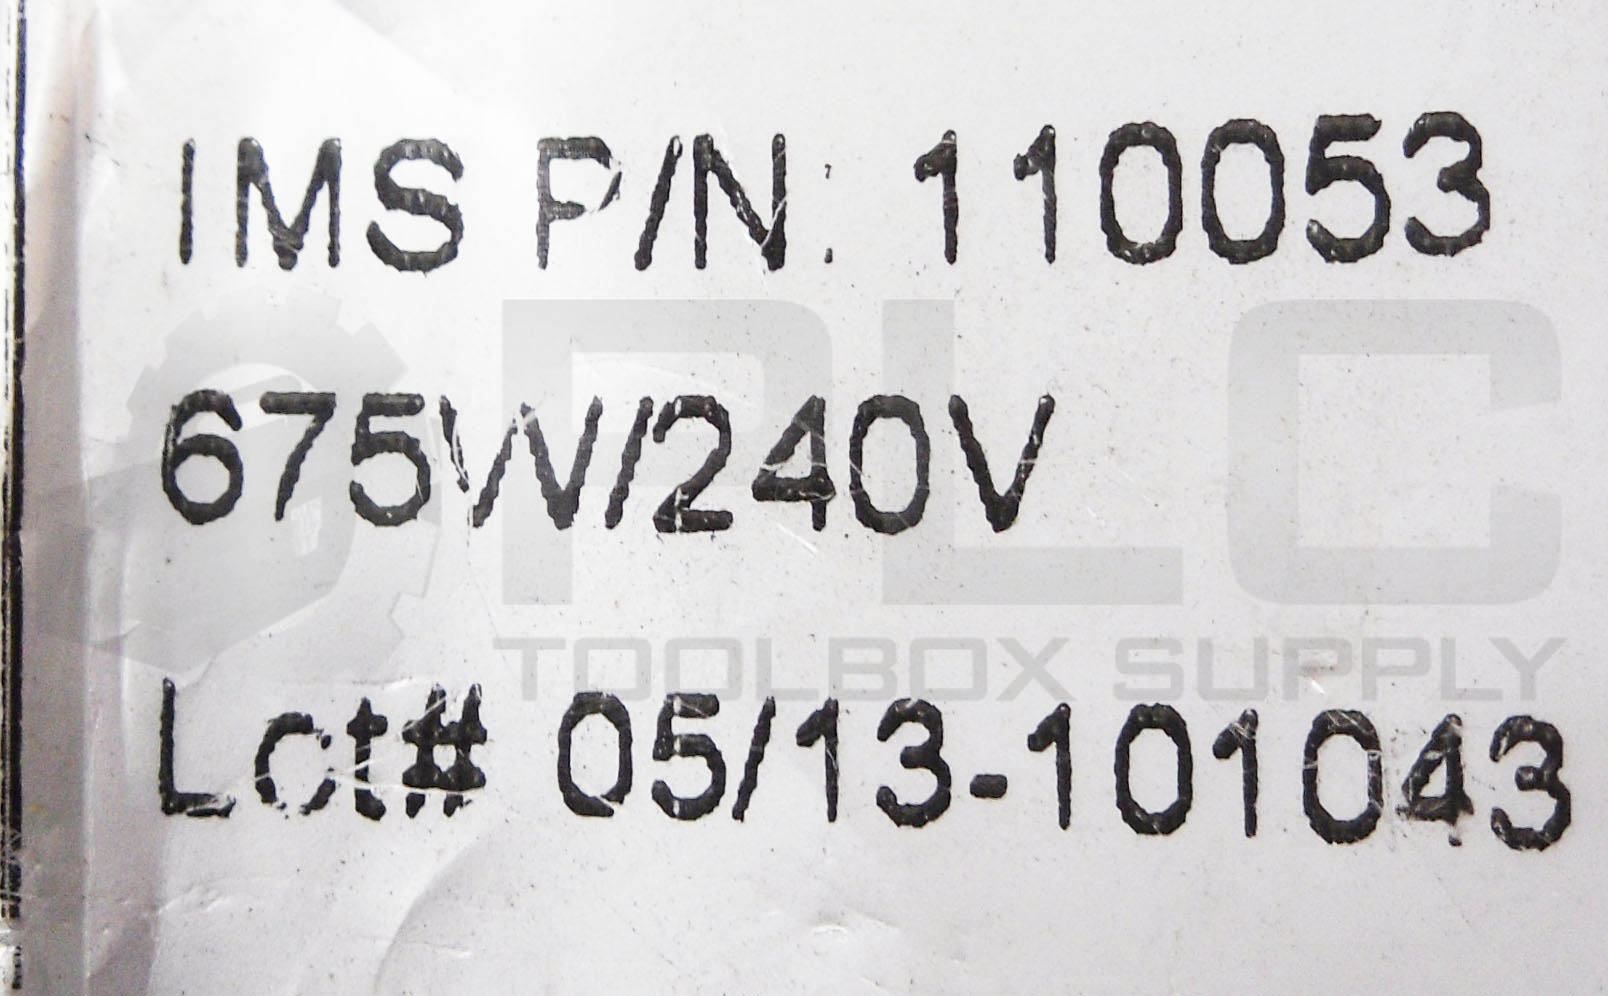 IMS P/N: 110053
675W/240V
Lot# 05/13-101043
PLC
TOOLBOX SUPPLY